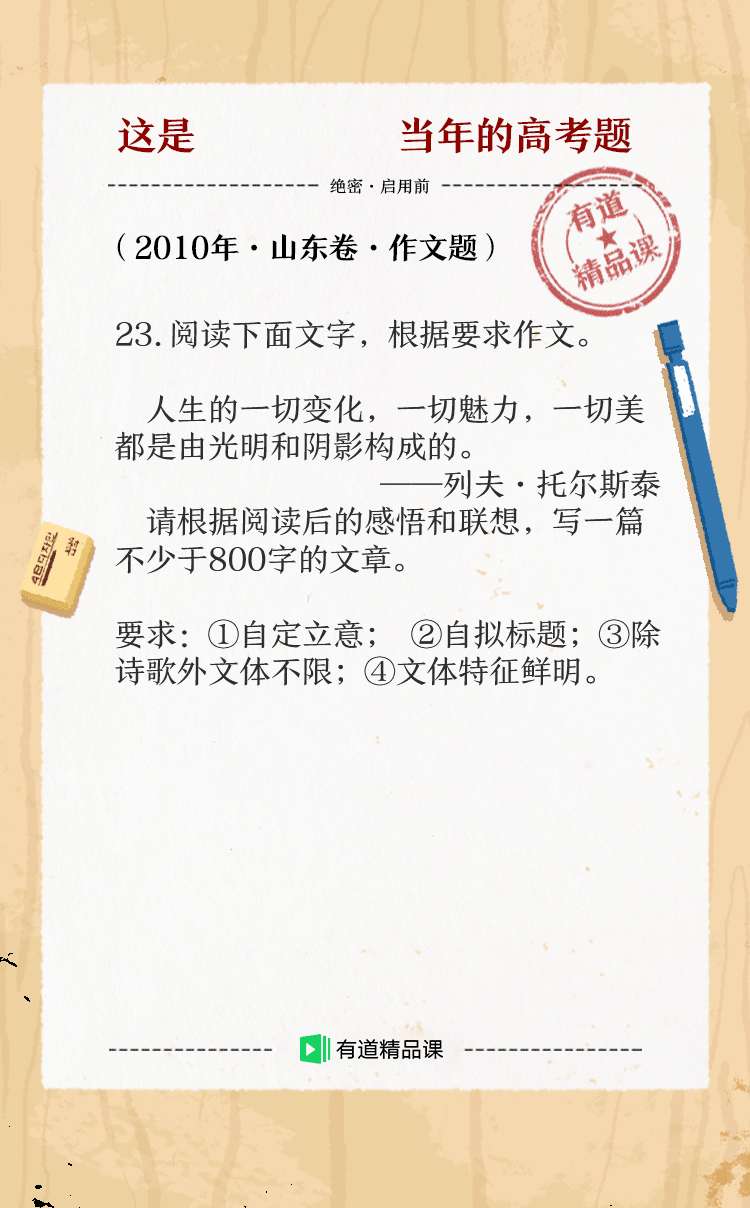 这是 当年的高考题
绝密·启用前
有道
精品课
（2010年·山东卷·作文题）
23.阅读下面文字，根据要求作文。
人生的一切变化，一切魅力，一切美
都是由光明和阴影构成的。
——列夫·托尔斯泰
请根据阅读后的感悟和联想，写一篇
不少于800字的文章。
要求：①自定立意； ②自拟标题；③除
诗歌外文体不限；④文体特征鲜明。
有道精品课